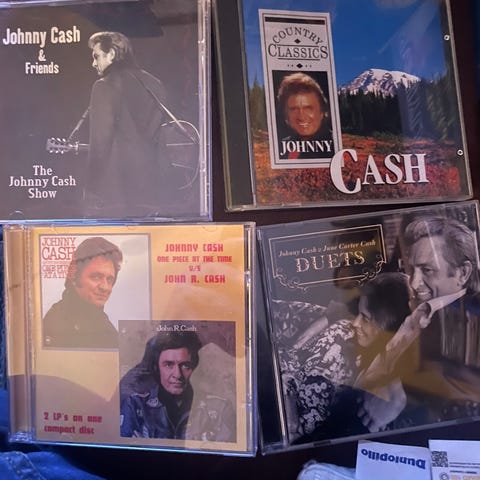 Johnny Cash
&
Friends
The
Johnny Cash
Show
COUNTRY
CLASSICS
JOHNNY
CASH
JOHNNY
CASH
JOHNNY CASH
ONE PIECE AT THE TIME
V/S
JOHN R. CASH
John R. Cash
2 LP's on one
compact disc
Johnny Cash & June Carter Cash
DUETS
Dunlopillo